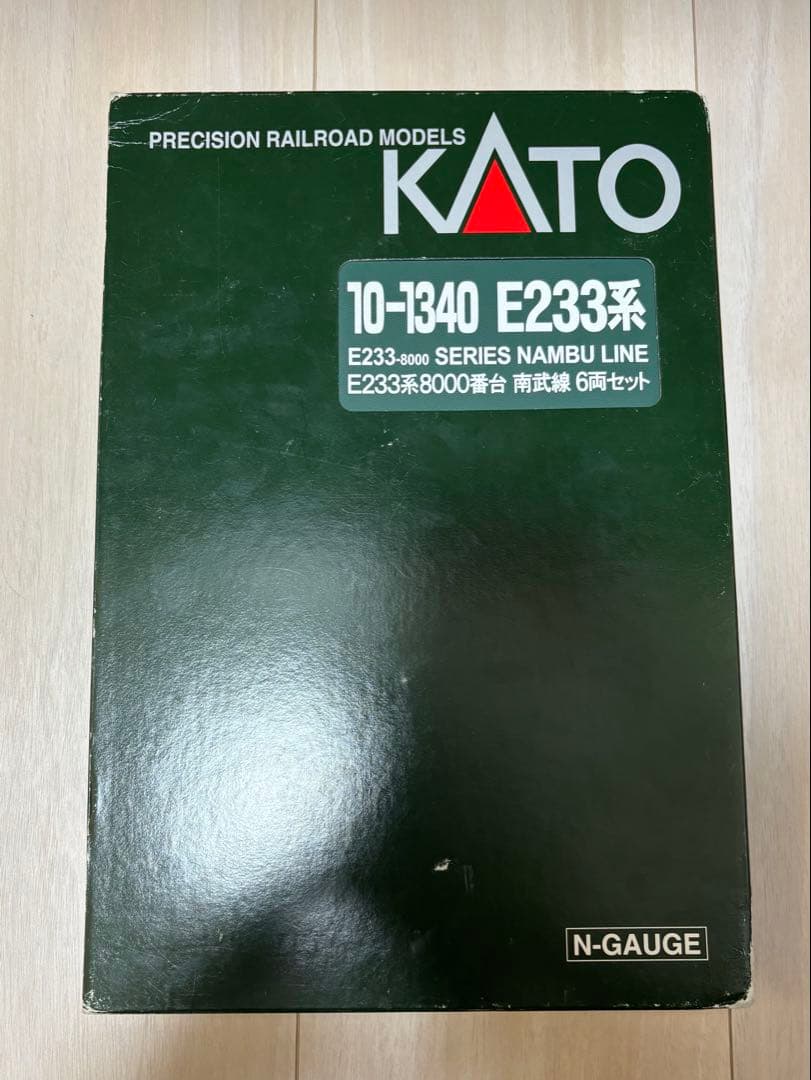 PRECISION RAILROAD MODELS
KATO
10-1340 E233系
E233-8000 SERIES NAMBU LINE
E233系8000番台 南武線 6両セット
N-GAUGE